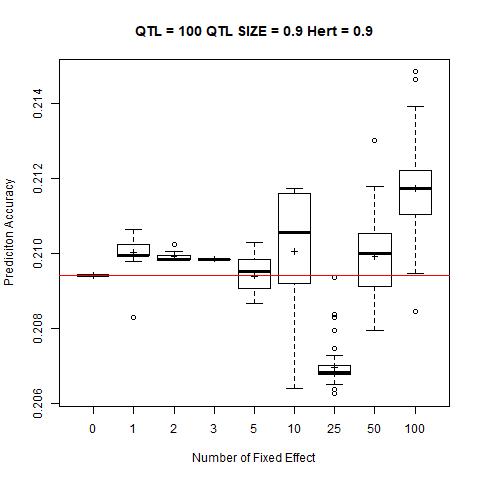 QTL = 100 QTL SIZE = 0.9 Hert = 0.9
Prediciton Accuracy
0.214
0.212
0.210
0.208
0.206
0 1 2 3 5 10 25 50 100
Number of Fixed Effect